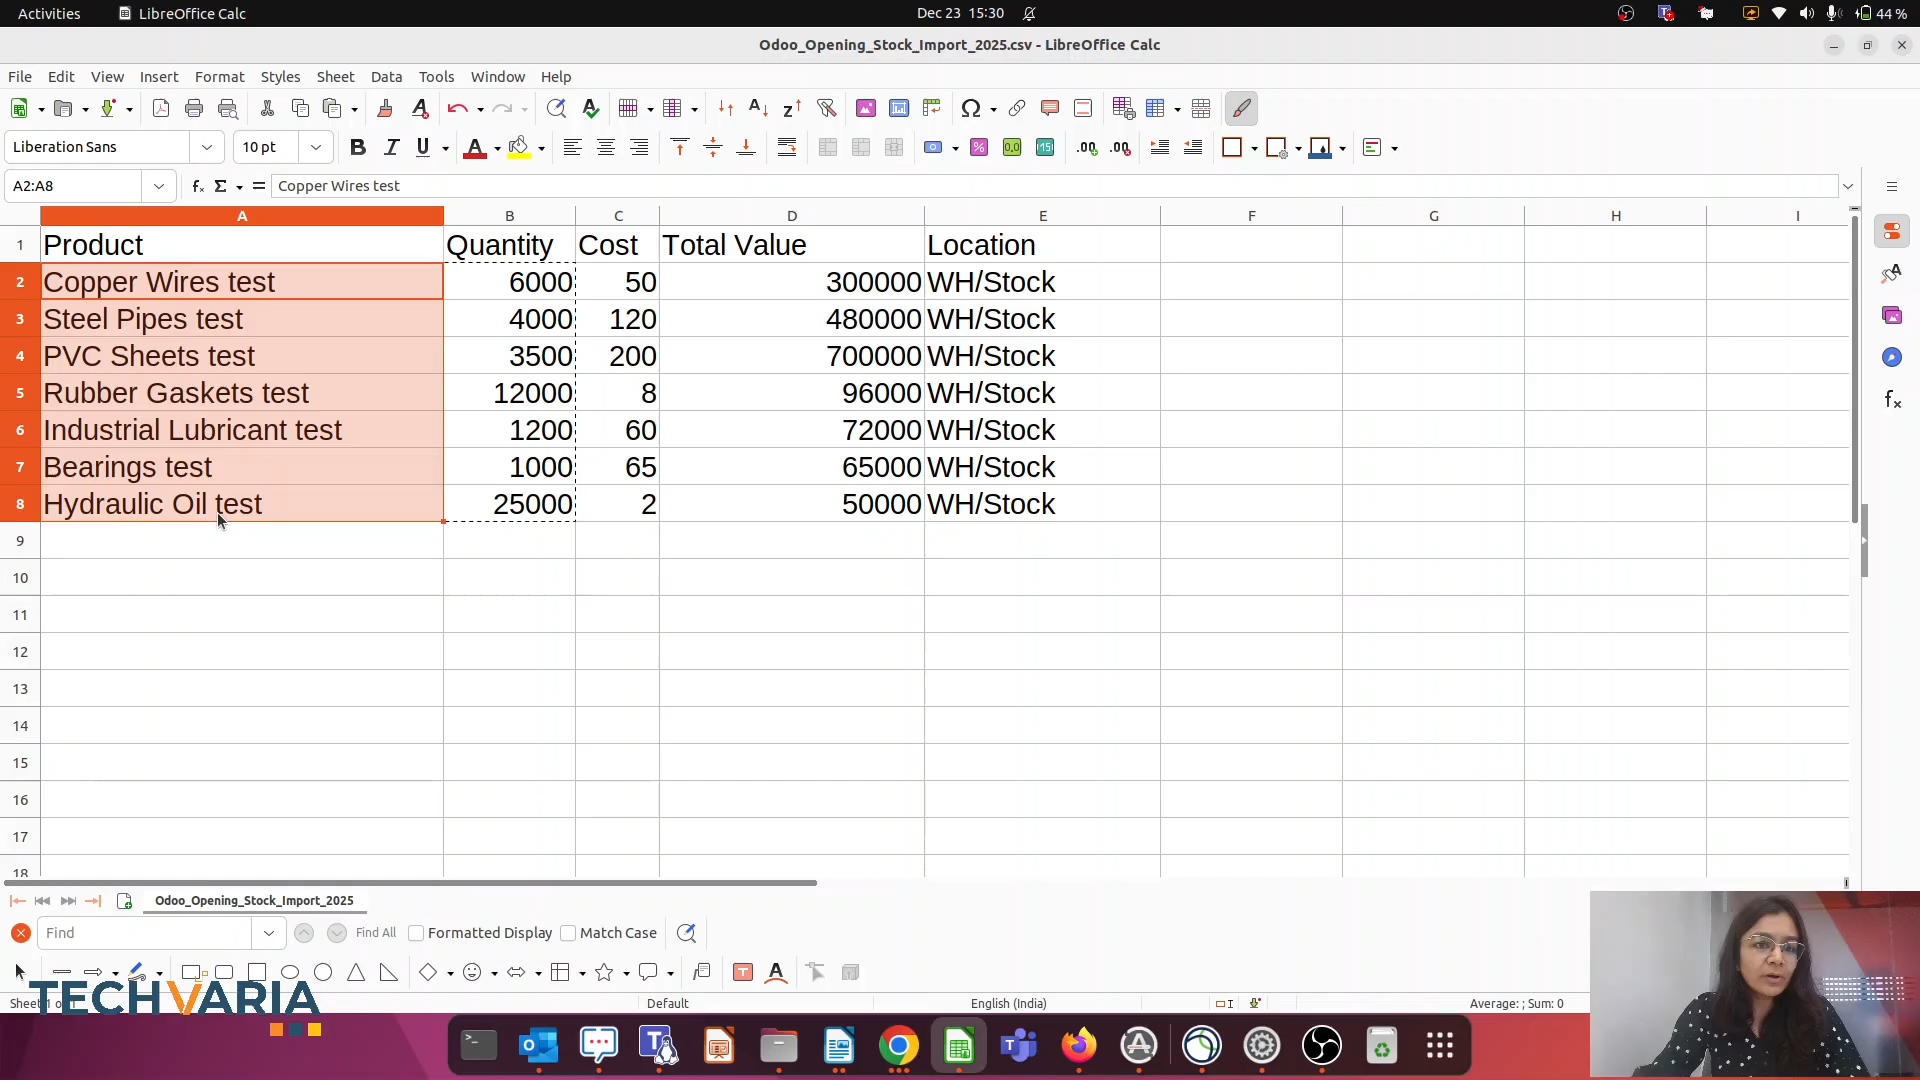 Activities LibreOffice Calc Dec 23 15:30 44 %
Odoo_Opening_Stock_Import_2025.csv - LibreOffice Calc
File Edit View Insert Format Styles Sheet Data Tools Window Help
Liberation Sans 10 pt B I U A
A2:A8 fx Σ = Copper Wires test
A B C D E F G H I
1 Product Quantity Cost Total Value Location
2 Copper Wires test 6000 50 300000 WH/Stock
3 Steel Pipes test 4000 120 480000 WH/Stock
4 PVC Sheets test 3500 200 700000 WH/Stock
5 Rubber Gaskets test 12000 8 96000 WH/Stock
6 Industrial Lubricant test 1200 60 72000 WH/Stock
7 Bearings test 1000 65 65000 WH/Stock
8 Hydraulic Oil test 25000 2 50000 WH/Stock
9
10
11
12
13
14
15
16
17
18
Odoo_Opening_Stock_Import_2025
Find Find All Formatted Display Match Case
TECHVARIA
Default English (India) Average: ; Sum: 0